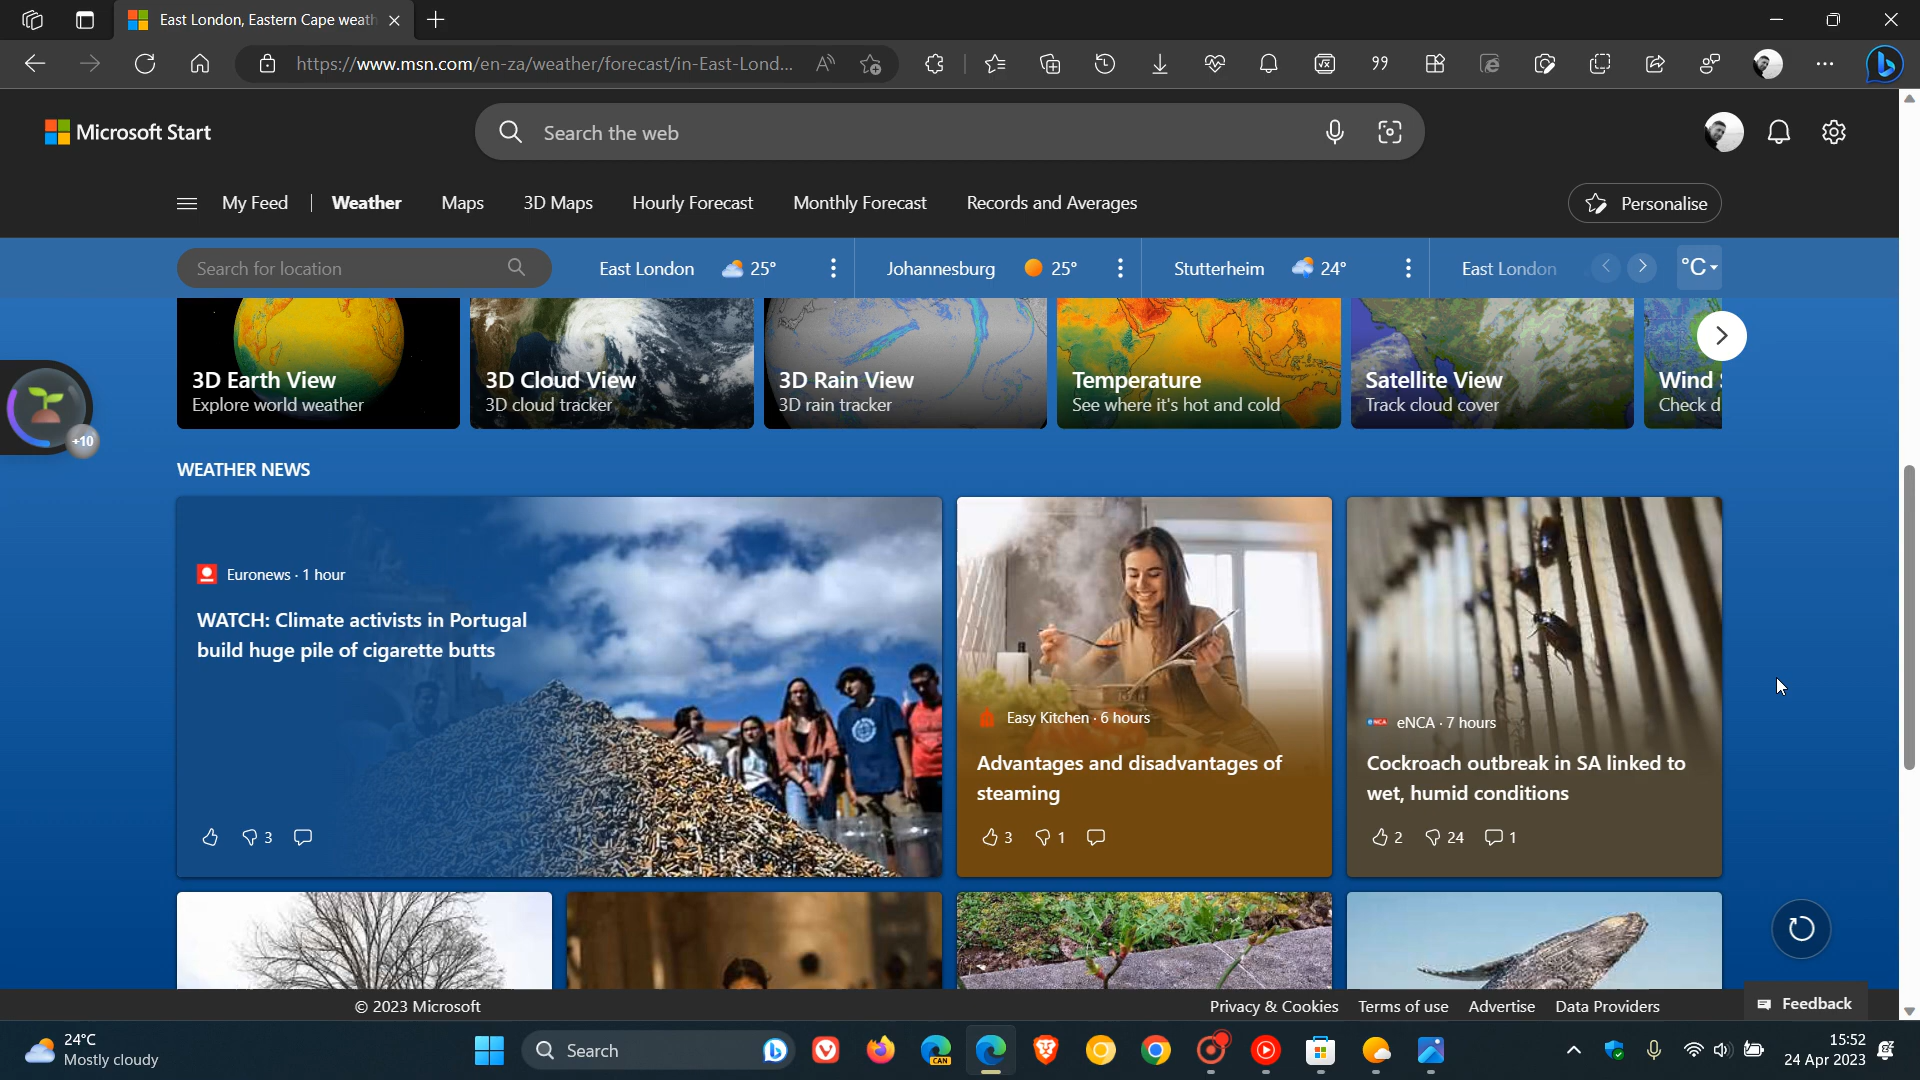 East London, Eastern Cape weath
https://www.msn.com/en-za/weather/forecast/in-East-Lond...
Microsoft Start
Search the web
My Feed
Weather
Maps
3D Maps
Hourly Forecast
Monthly Forecast
Records and Averages
Personalise
Search for location
East London 25°
Johannesburg 25°
Stutterheim 24°
East London
°C
3D Earth View
Explore world weather
3D Cloud View
3D cloud tracker
3D Rain View
3D rain tracker
Temperature
See where it's hot and cold
Satellite View
Track cloud cover
Wind
Check d
+10
WEATHER NEWS
Euronews · 1 hour
WATCH: Climate activists in Portugal
build huge pile of cigarette butts
3
Easy Kitchen · 6 hours
Advantages and disadvantages of
steaming
3 1
eNCA · 7 hours
Cockroach outbreak in SA linked to
wet, humid conditions
2 24 1
© 2023 Microsoft
Privacy & Cookies
Terms of use
Advertise
Data Providers
Feedback
24°C
Mostly cloudy
Search
CAN
15:52
24 Apr 2023